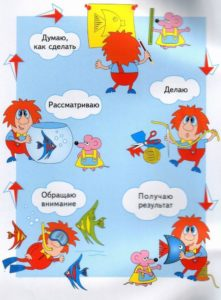 Думаю,
как сделать
Рассматриваю
Делаю
Обращаю
внимание
Получаю
результат